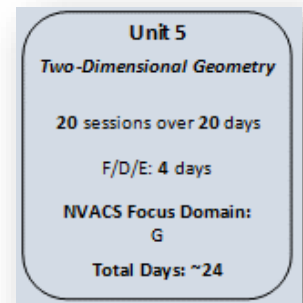 Unit 5
Two-Dimensional Geometry
20 sessions over 20 days
F/D/E: 4 days
NVACS Focus Domain:
G
Total Days: ~24